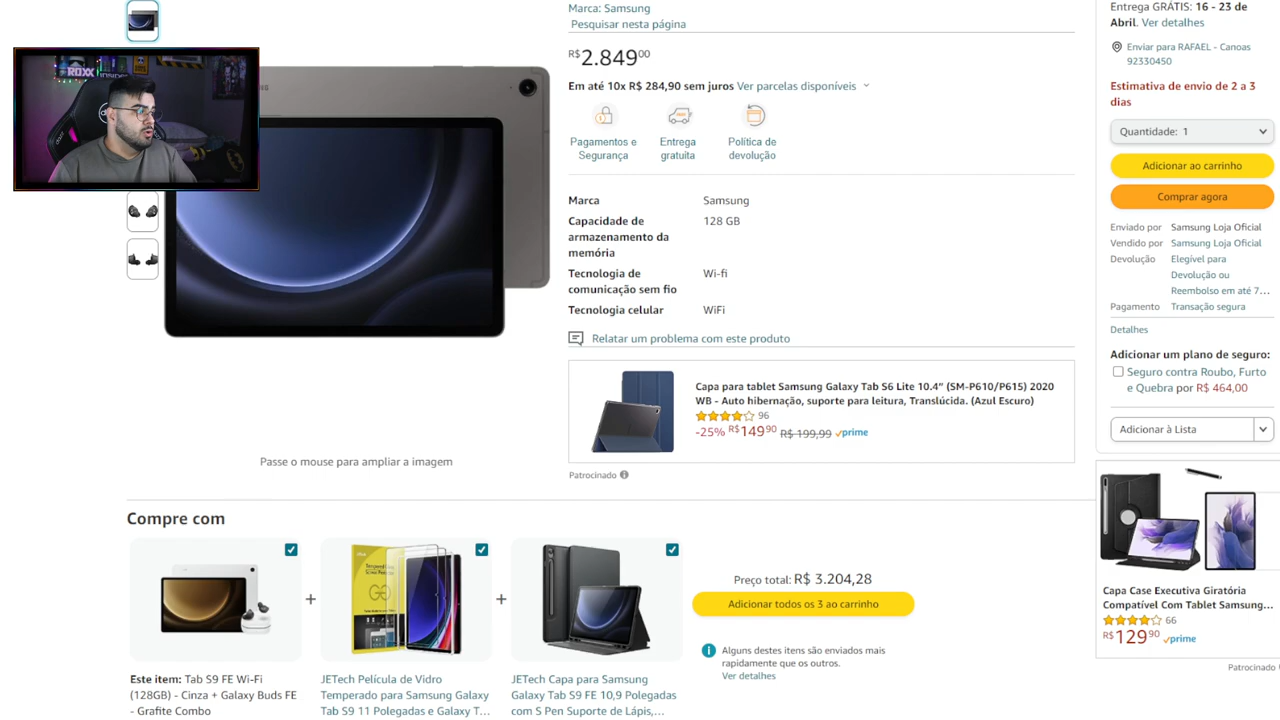 ROXX
Marca: Samsung
Pesquisar nesta página
R$2.84900
Em até 10x R$ 284,90 sem juros Ver parcelas disponíveis
Pagamentos e
Segurança
Entrega
gratuita
Política de
devolução
Marca Samsung
Capacidade de 128 GB
armazenamento da
memória
Tecnologia de Wi-fi
comunicação sem fio
Tecnologia celular WiFi
Relatar um problema com este produto
Capa para tablet Samsung Galaxy Tab S6 Lite 10.4” (SM-P610/P615) 2020
WB - Auto hibernação, suporte para leitura, Translúcida. (Azul Escuro)
96
-25% R$14990 R$ 199,99 prime
Patrocinado
Passe o mouse para ampliar a imagem
Entrega GRÁTIS: 16 - 23 de
Abril. Ver detalhes
Enviar para RAFAEL - Canoas
92330450
Estimativa de envio de 2 a 3
dias
Quantidade: 1
Adicionar ao carrinho
Comprar agora
Enviado por Samsung Loja Oficial
Vendido por Samsung Loja Oficial
Devolução Elegível para
Devolução ou
Reembolso em até 7...
Pagamento Transação segura
Detalhes
Adicionar um plano de seguro:
Seguro contra Roubo, Furto
e Quebra por R$ 464,00
Adicionar à Lista
Capa Case Executiva Giratória
Compatível Com Tablet Samsung...
66
R$12990 prime
Patrocinado
Compre com
+
+
Este item: Tab S9 FE Wi-Fi
(128GB) - Cinza + Galaxy Buds FE
- Grafite Combo
JETech Película de Vidro
Temperado para Samsung Galaxy
Tab S9 11 Polegadas e Galaxy T...
JETech Capa para Samsung
Galaxy Tab S9 FE 10,9 Polegadas
com S Pen Suporte de Lápis,...
Preço total: R$ 3.204,28
Adicionar todos os 3 ao carrinho
Alguns destes itens são enviados mais
rapidamente que os outros.
Ver detalhes